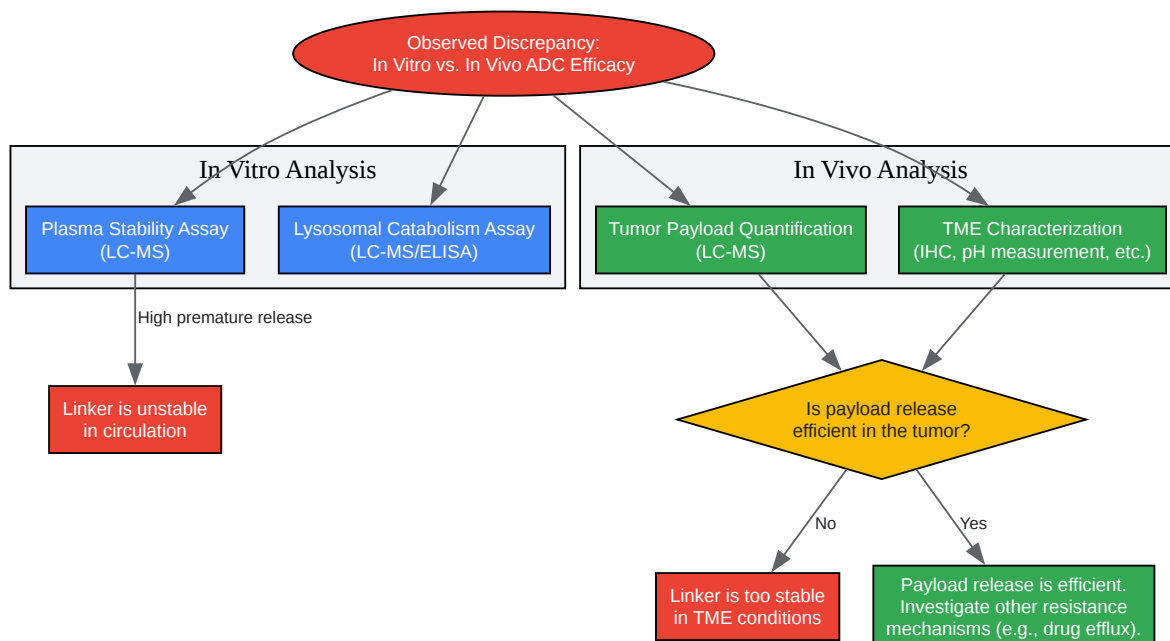 Observed Discrepancy:
In Vitro vs. In Vivo ADC Efficacy
In Vitro Analysis
In Vivo Analysis
Plasma Stability Assay
(LC-MS)
Lysosomal Catabolism Assay
(LC-MS/ELISA)
Tumor Payload Quantification
(LC-MS)
TME Characterization
(IHC, pH measurement, etc.)
High premature release
Linker is unstable
in circulation
Is payload release
efficient in the tumor?
No
Yes
Linker is too stable
in TME conditions
Payload release is efficient.
Investigate other resistance
mechanisms (e.g., drug efflux).